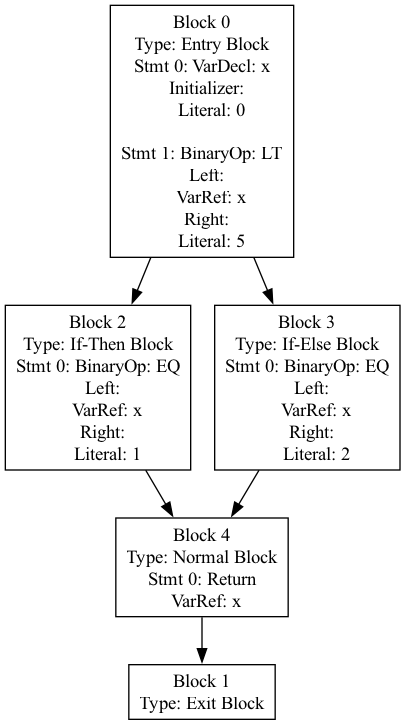 Block 0
Type: Entry Block
Stmt 0: VarDecl: x
Initializer:
Literal: 0

Stmt 1: BinaryOp: LT
Left:
VarRef: x
Right:
Literal: 5
Block 2
Type: If-Then Block
Stmt 0: BinaryOp: EQ
Left:
VarRef: x
Right:
Literal: 1
Block 3
Type: If-Else Block
Stmt 0: BinaryOp: EQ
Left:
VarRef: x
Right:
Literal: 2
Block 4
Type: Normal Block
Stmt 0: Return
VarRef: x
Block 1
Type: Exit Block